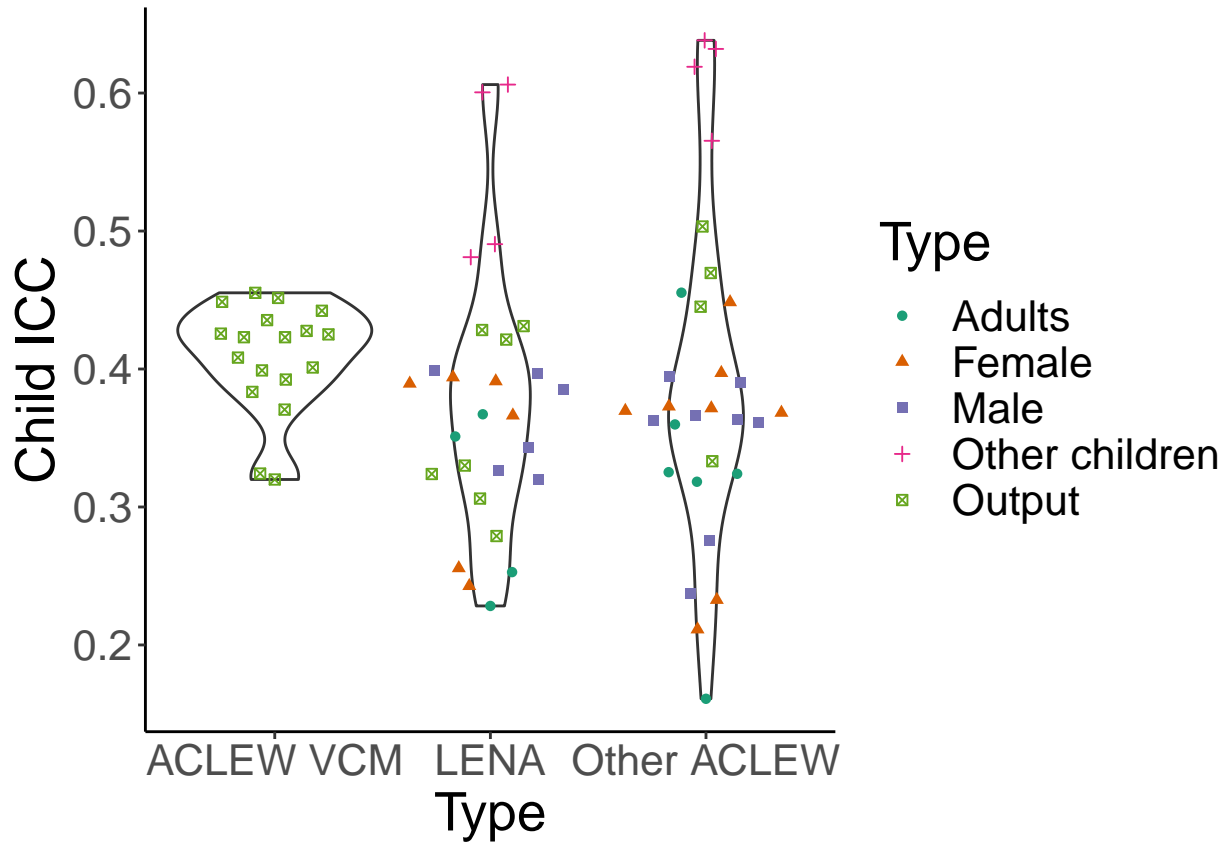 Child ICC
0.6
0.5
0.4
0.3
0.2
ACLEW VCM LENA Other ACLEW
Type
Type
Adults
Female
Male
Other children
Output